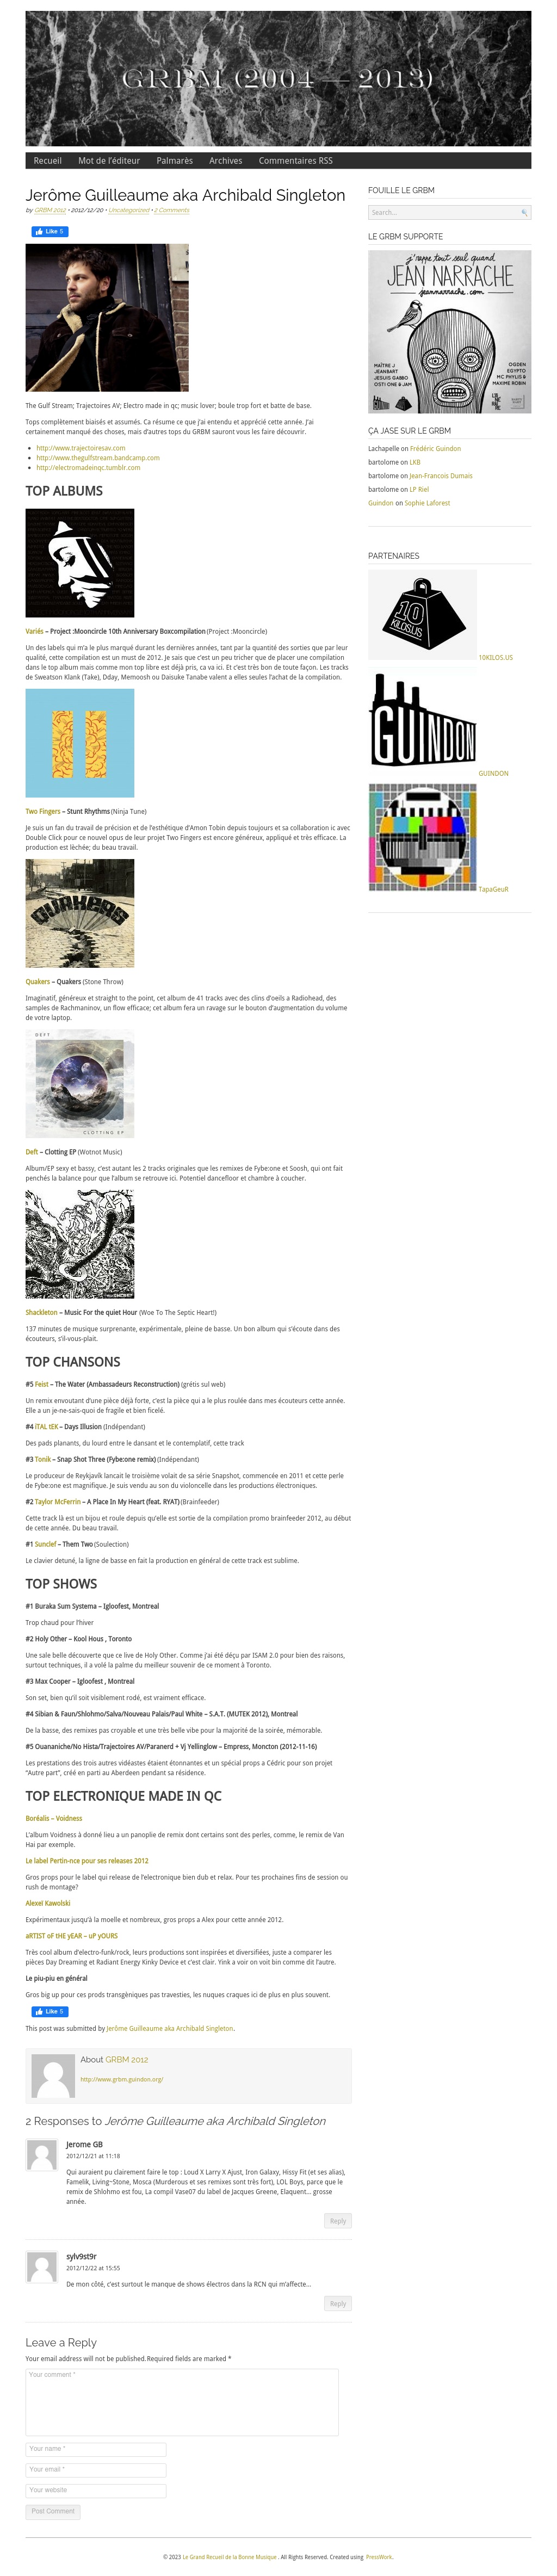 GRBM (2004 — 2013)
Recueil Mot de l'éditeur Palmarès Archives Commentaires RSS
Jerôme Guilleaume aka Archibald Singleton
by GRBM 2012 • 2012/12/20 • Uncategorized • 2 Comments
Like 5
The Gulf Stream; Trajectoires AV; Electro made in qc; music lover; boule trop fort et batte de base.
Tops complètement biaisés et assumés. Ca résume ce que j'ai entendu et apprécié cette année. J'ai
certainement manqué des choses, mais d'autres tops du GRBM sauront vous les faire découvrir.
http://www.trajectoiresav.com
http://www.thegulfstream.bandcamp.com
http://electromadeinqc.tumblr.com
TOP ALBUMS
Variés – Project :Mooncircle 10th Anniversary Boxcompilation (Project :Mooncircle)
Un des labels qui m'a le plus marqué durant les dernières années, tant par la quantité des sorties que par leur
qualité, cette compilation est un must de 2012. Je sais que c'est un peu tricher que de placer une compilation
dans le top album mais comme mon top libre est déjà pris, ca va ici. Et c'est très bon de toute façon. Les tracks
de Sweatson Klank (Take), Dday, Memoosh ou Daisuke Tanabe valent a elles seules l'achat de la compilation.
Two Fingers – Stunt Rhythms (Ninja Tune)
Je suis un fan du travail de précision et de l'esthétique d'Amon Tobin depuis toujours et sa collaboration ic avec
Double Click pour ce nouvel opus de leur projet Two Fingers est encore généreux, appliqué et très efficace. La
production est lèchée; du beau travail.
QUAKERS
Quakers – Quakers (Stone Throw)
Imaginatif, généreux et straight to the point, cet album de 41 tracks avec des clins d'oeils a Radiohead, des
samples de Rachmaninov, un flow efficace; cet album fera un ravage sur le bouton d'augmentation du volume
de votre laptop.
DEFT
CLOTTING EP
Deft – Clotting EP (Wotnot Music)
Album/EP sexy et bassy, c'est autant les 2 tracks originales que les remixes de Fybe:one et Soosh, qui ont fait
penchés la balance pour que l'album se retrouve ici. Potentiel dancefloor et chambre à coucher.
Shackleton – Music For the quiet Hour (Woe To The Septic Heart!)
137 minutes de musique surprenante, expérimentale, pleine de basse. Un bon album qui s'écoute dans des
écouteurs, s'il-vous-plait.
TOP CHANSONS
#5 Feist – The Water (Ambassadeurs Reconstruction) (grétis sul web)
Un remix envoutant d'une pièce déjà forte, c'est la pièce qui a le plus roulée dans mes écouteurs cette année.
Elle a un je-ne-sais-quoi de fragile et bien ficelé.
#4 iTAL tEK – Days Illusion (Indépendant)
Des pads planants, du lourd entre le dansant et le contemplatif, cette track
#3 Tonik – Snap Shot Three (Fybe:one remix) (Indépendant)
Le producteur de Reykjavík lancait le troisième volait de sa série Snapshot, commencée en 2011 et cette perle
de Fybe:one est magnifique. Je suis vendu au son du violoncelle dans les productions électroniques.
#2 Taylor McFerrin – A Place In My Heart (feat. RYAT) (Brainfeeder)
Cette track là est un bijou et roule depuis qu'elle est sortie de la compilation promo brainfeeder 2012, au début
de cette année. Du beau travail.
#1 Sunclef – Them Two (Soulection)
Le clavier detuné, la ligne de basse en fait la production en général de cette track est sublime.
TOP SHOWS
#1 Buraka Sum Systema – Igloofest, Montreal
Trop chaud pour l'hiver
#2 Holy Other – Kool Hous , Toronto
Une sale belle découverte que ce live de Holy Other. Comme j'ai été déçu par ISAM 2.0 pour bien des raisons,
surtout techniques, il a volé la palme du meilleur souvenir de ce moment à Toronto.
#3 Max Cooper – Igloofest , Montreal
Son set, bien qu'il soit visiblement rodé, est vraiment efficace.
#4 Sibian & Faun/Shlohmo/Salva/Nouveau Palais/Paul White – S.A.T. (MUTEK 2012), Montreal
De la basse, des remixes pas croyable et une très belle vibe pour la majorité de la soirée, mémorable.
#5 Ouananiche/No Hista/Trajectoires AV/Paranerd + Vj Yellinglow – Empress, Moncton (2012-11-16)
Les prestations des trois autres vidéastes étaient étonnantes et un spécial props a Cédric pour son projet
"Autre part", créé en parti au Aberdeen pendant sa résidence.
TOP ELECTRONIQUE MADE IN QC
Boréalis – Voidness
L'album Voidness à donné lieu a un panoplie de remix dont certains sont des perles, comme, le remix de Van
Hai par exemple.
Le label Pertin-nce pour ses releases 2012
Gros props pour le label qui release de l'electronique bien dub et relax. Pour tes prochaines fins de session ou
rush de montage?
Alexeï Kawolski
Expérimentaux jusqu'à la moelle et nombreux, gros props a Alex pour cette année 2012.
aRTIST oF tHE yEAR – uP yOURS
Très cool album d'electro-funk/rock, leurs productions sont inspirées et diversifiées, juste a comparer les
pièces Day Dreaming et Radiant Energy Kinky Device et c'est clair. Yink a voir on voit bin comme dit l'autre.
Le piu-piu en général
Gros big up pour ces prods transgèniques pas travesties, les nuques craques ici de plus en plus souvent.
Like 5
This post was submitted by Jerôme Guilleaume aka Archibald Singleton.
About GRBM 2012
http://www.grbm.guindon.org/
2 Responses to Jerôme Guilleaume aka Archibald Singleton
Jerome GB
2012/12/21 at 11:18
Qui auraient pu clairement faire le top : Loud X Larry X Ajust, Iron Galaxy, Hissy Fit (et ses alias),
Famelik, Living~Stone, Mosca (Murderous et ses remixes sont très fort), LOL Boys, parce que le
remix de Shlohmo est fou, La compil Vase07 du label de Jacques Greene, Elaquent... grosse
année.
Reply
sylv9st9r
2012/12/22 at 15:55
De mon côté, c'est surtout le manque de shows électros dans la RCN qui m'affecte...
Reply
Leave a Reply
Your email address will not be published. Required fields are marked *
Your comment *
Your name *
Your email *
Your website
Post Comment
FOUILLE LE GRBM
Search...
LE GRBM SUPPORTE
j'rappe tout seul quand
JEAN NARRACHE
jeannarrache.com
MAÎTRE J
JEANBART
JESUIS GABBO
OSTI ONE & JAM
OGDEN
EGYPTO
MC PHYLIS &
MAXIME ROBIN
ÇA JASE SUR LE GRBM
Lachapelle on Frédéric Guindon
bartolome on LKB
bartolome on Jean-Francois Dumais
bartolome on LP Riel
Guindon on Sophie Laforest
PARTENAIRES
10 KILOS.US
10KILOS.US
GUINDON
GUINDON
TapaGeuR
© 2023 Le Grand Recueil de la Bonne Musique . All Rights Reserved. Created using PressWork.